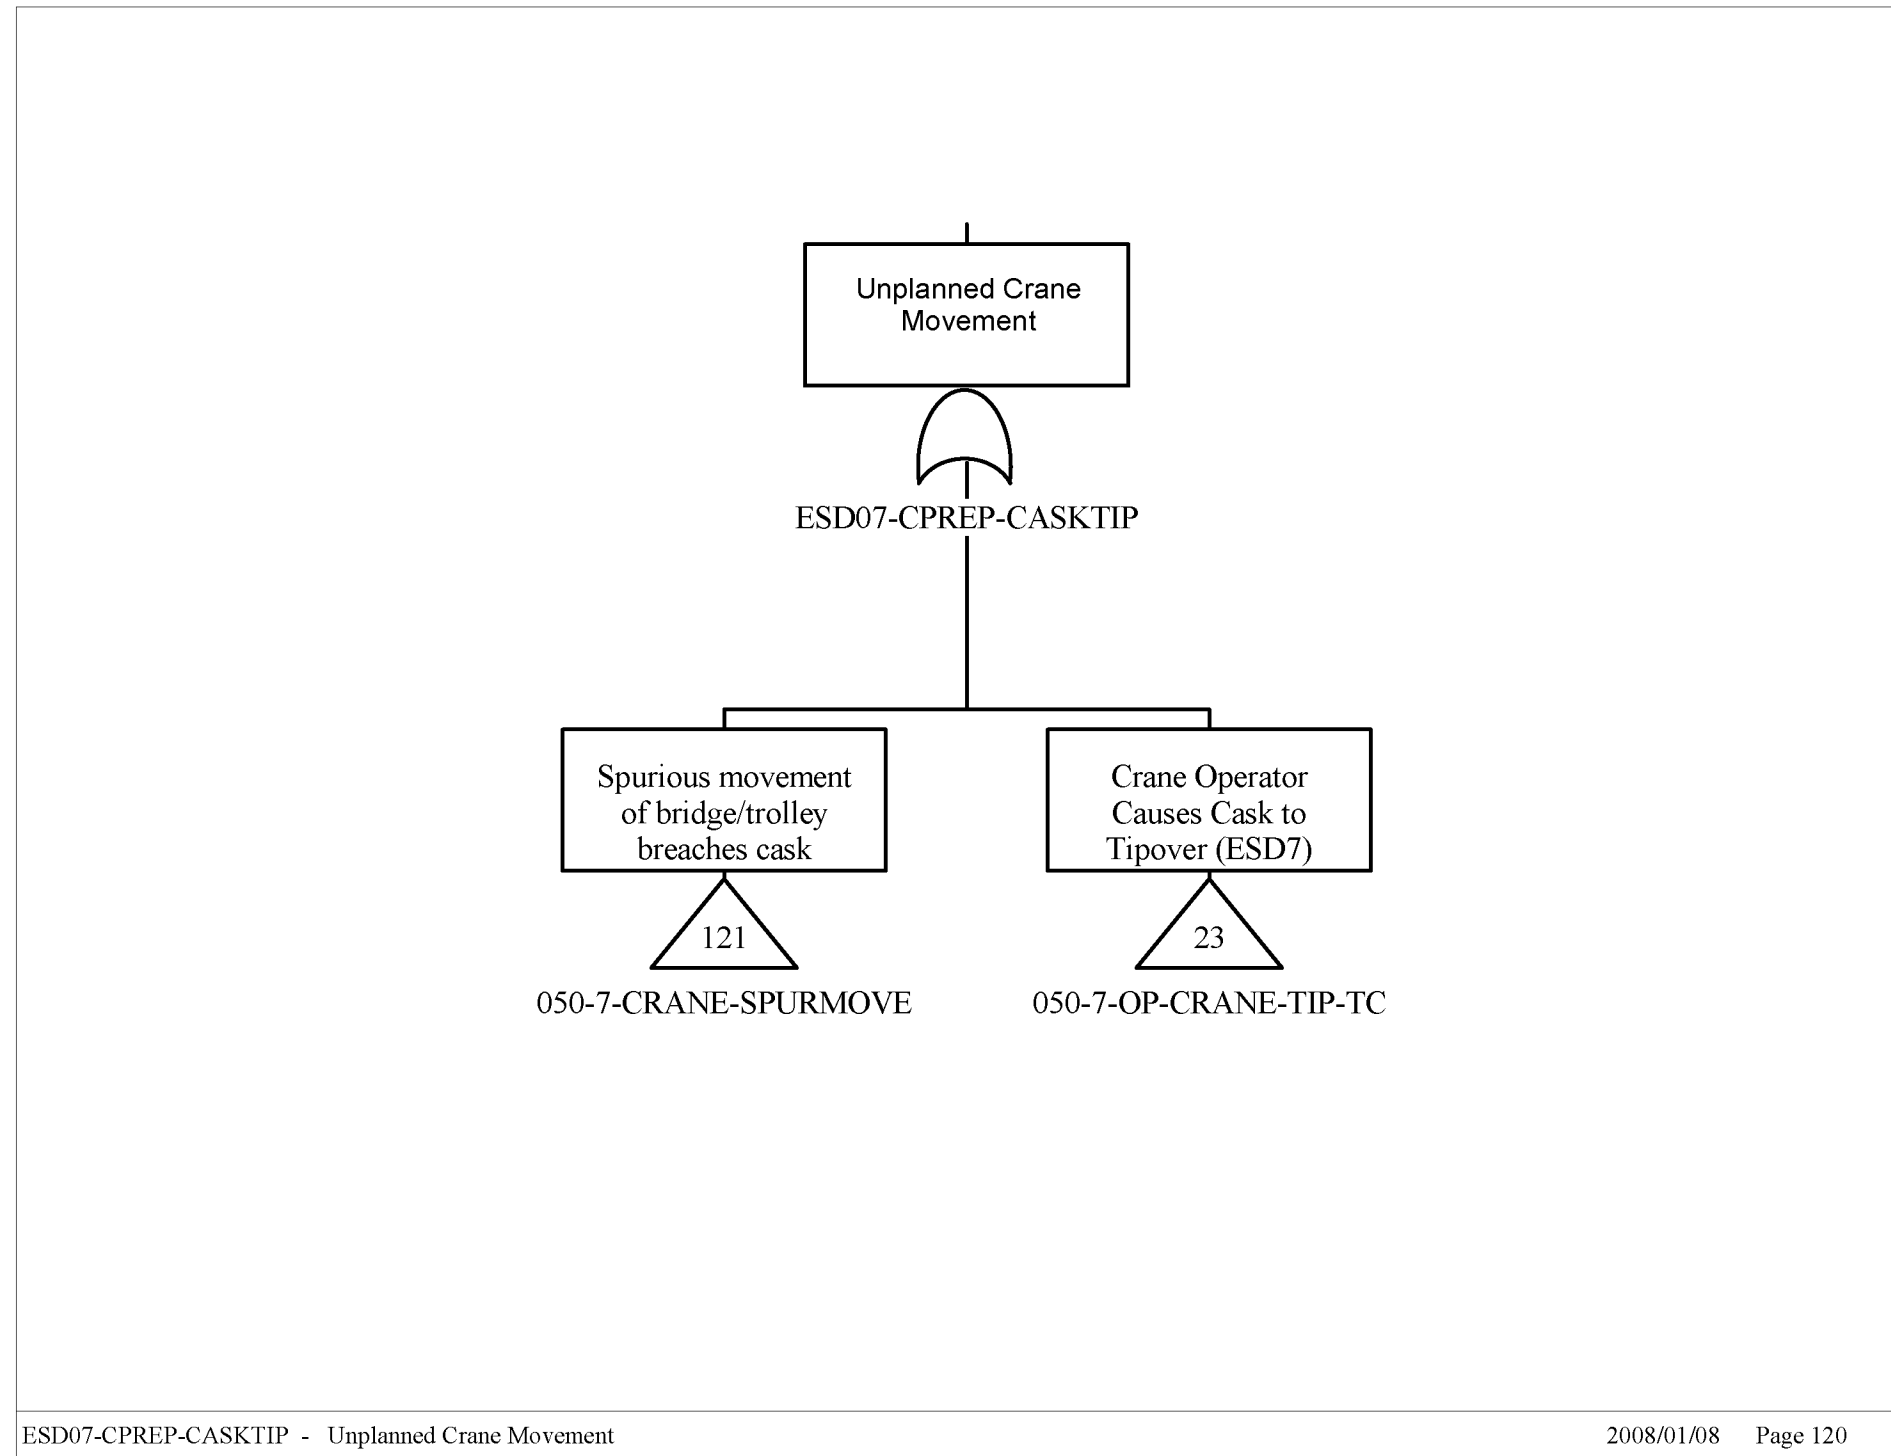 Unplanned Crane
Movement
ESD07-CPREP-CASKTIP
Spurious movement
of bridge/trolley
breaches cask
121
050-7-CRANE-SPURMOVE
Crane Operator
Causes Cask to
Tipover (ESD7)
23
050-7-OP-CRANE-TIP-TC
ESD07-CPREP-CASKTIP - Unplanned Crane Movement
2008/01/08 Page 120